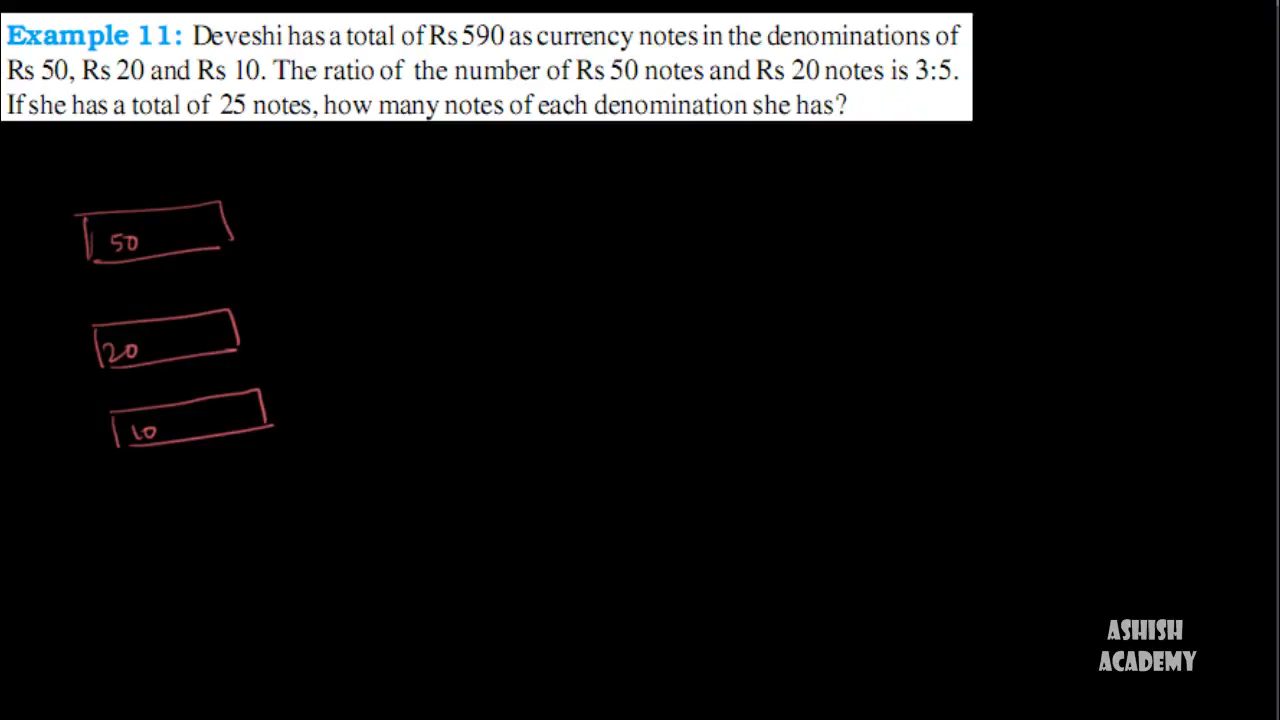 Example 11: Deveshi has a total of Rs 590 as currency notes in the denominations of
Rs 50, Rs 20 and Rs 10. The ratio of the number of Rs 50 notes and Rs 20 notes is 3:5.
If she has a total of 25 notes, how many notes of each denomination she has?
50
20
10
ASHISH
ACADEMY